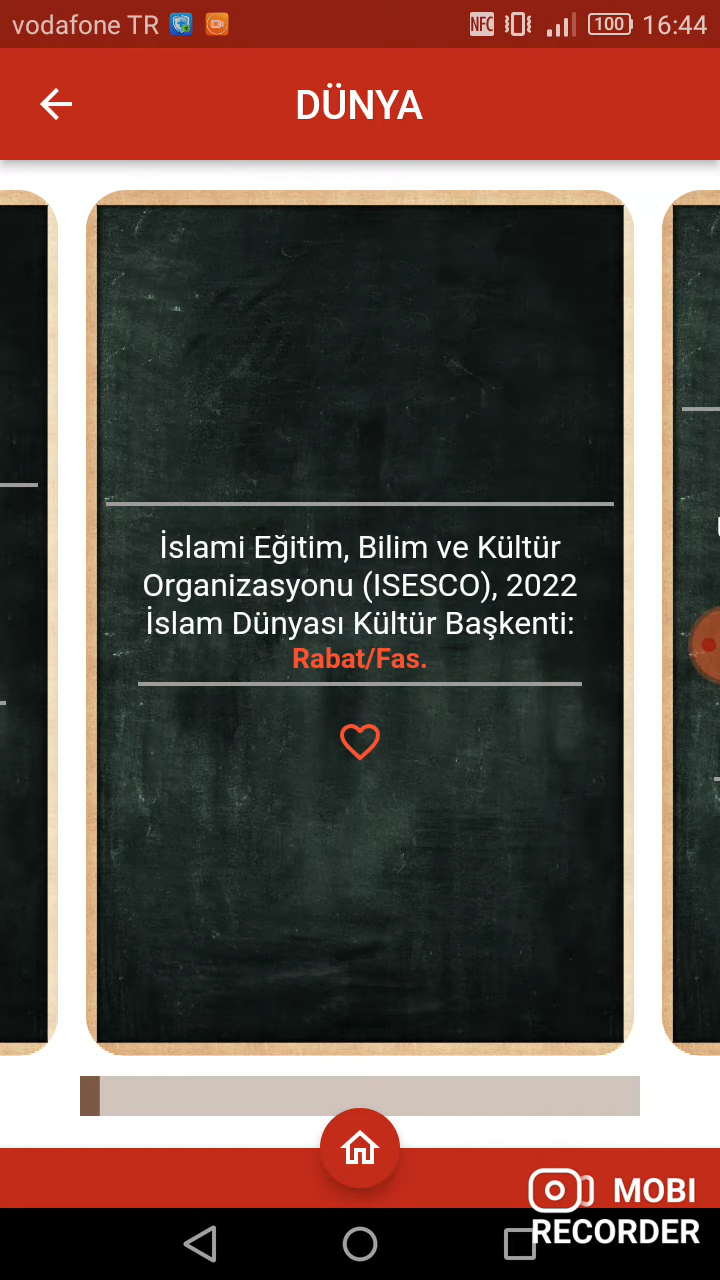 vodafone TR
NFC
100
16:44
DÜNYA
İslami Eğitim, Bilim ve Kültür
Organizasyonu (ISESCO), 2022
İslam Dünyası Kültür Başkenti:
Rabat/Fas.
MOBI
RECORDER